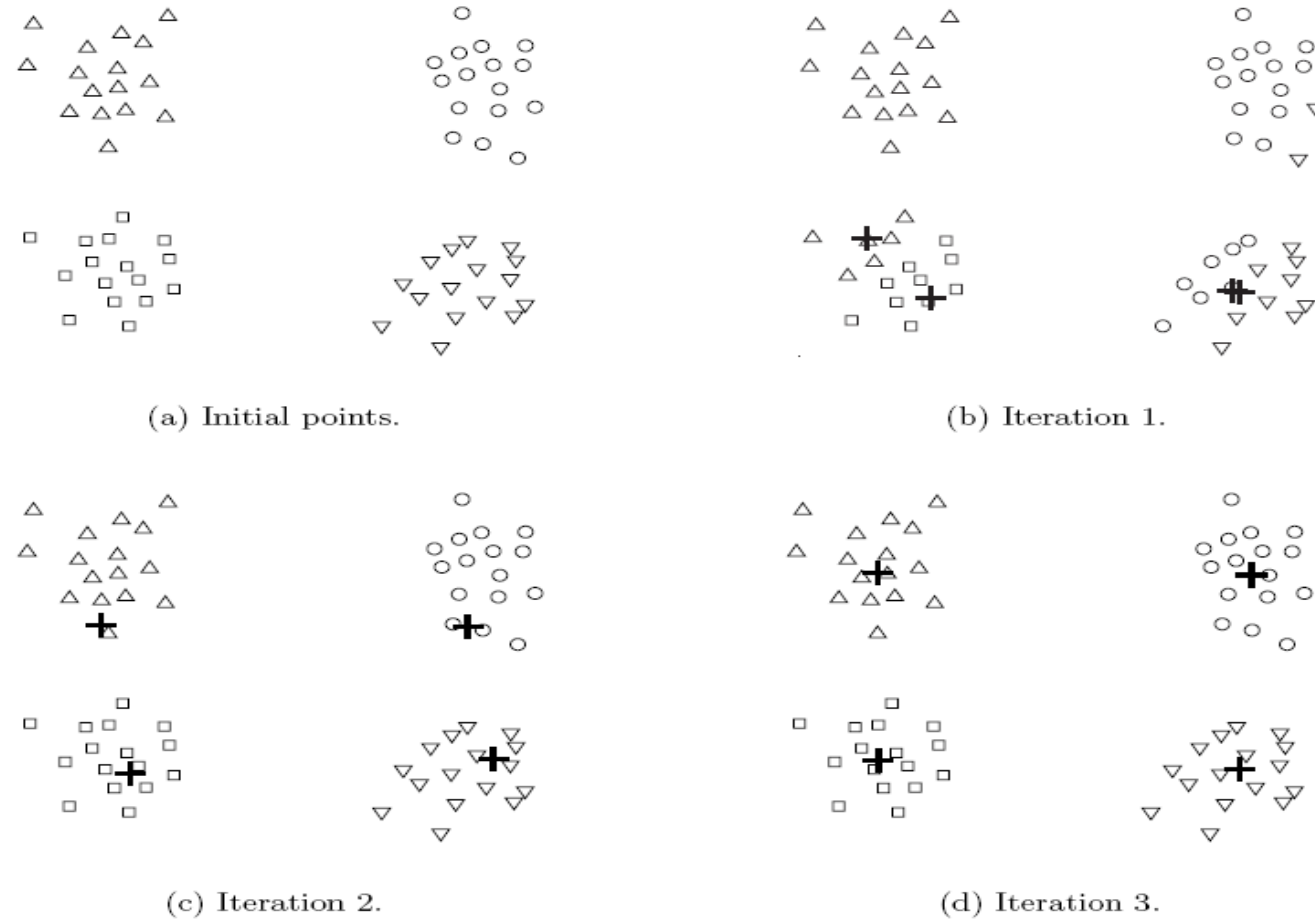 (a) Initial points.
(b) Iteration 1.
(c) Iteration 2.
(d) Iteration 3.